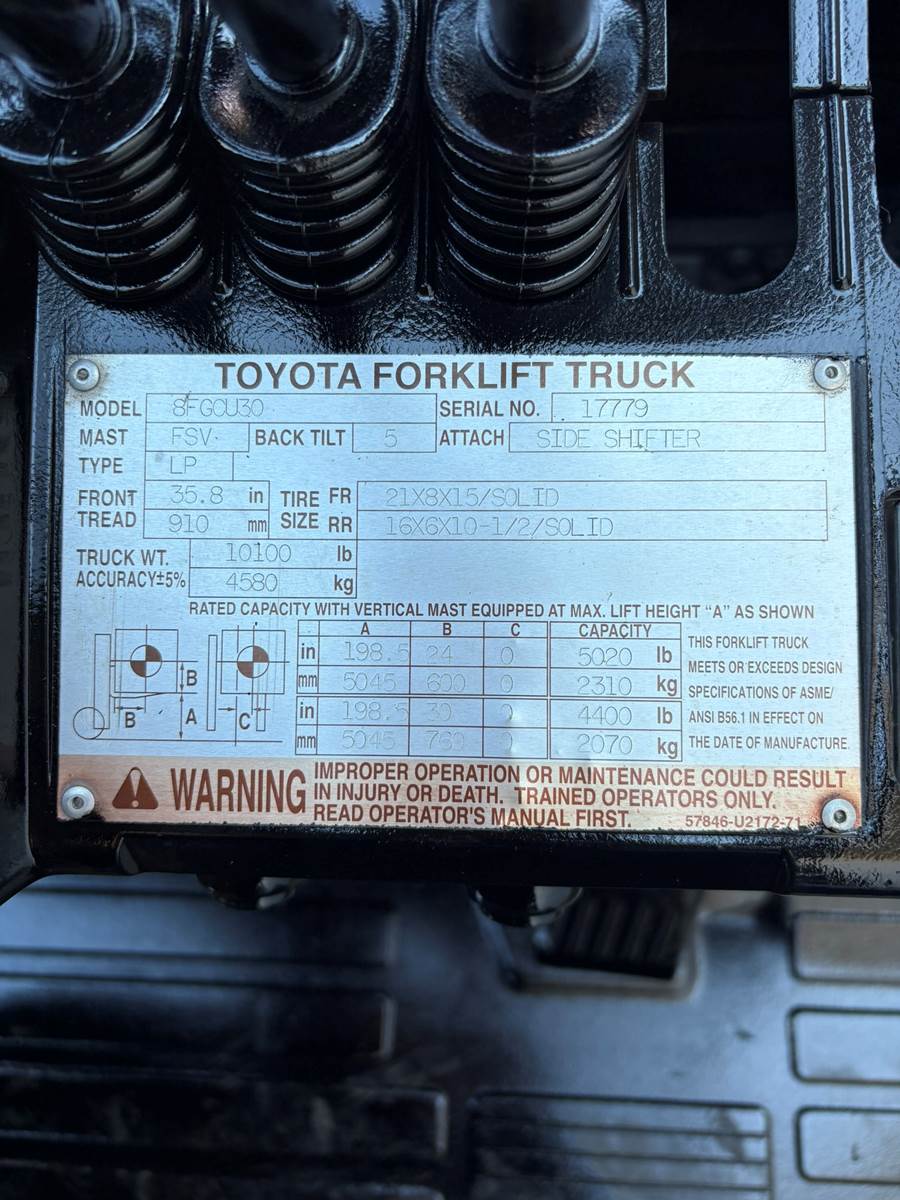 TOYOTA FORKLIFT TRUCK
MODEL 8FGCU30 SERIAL NO. 17779
MAST FSV BACK TILT 5 ATTACH SIDE SHIFTER
TYPE LP
FRONT TREAD 35.8 in 910 mm
TIRE SIZE FR 21X8X15/SOLID
RR 16X6X10-1/2/SOLID
TRUCK WT. 10100 lb
ACCURACY±5% 4580 kg
RATED CAPACITY WITH VERTICAL MAST EQUIPPED AT MAX. LIFT HEIGHT “A” AS SHOWN
A B C CAPACITY
in 198.5 24 0 5020 lb
mm 5045 600 0 2310 kg
in 198.5 30 0 4400 lb
mm 5045 760 0 2070 kg
B B A C
THIS FORKLIFT TRUCK
MEETS OR EXCEEDS DESIGN
SPECIFICATIONS OF ASME/
ANSI B56.1 IN EFFECT ON
THE DATE OF MANUFACTURE.
WARNING
IMPROPER OPERATION OR MAINTENANCE COULD RESULT
IN INJURY OR DEATH. TRAINED OPERATORS ONLY.
READ OPERATOR'S MANUAL FIRST.
57846-U2172-71